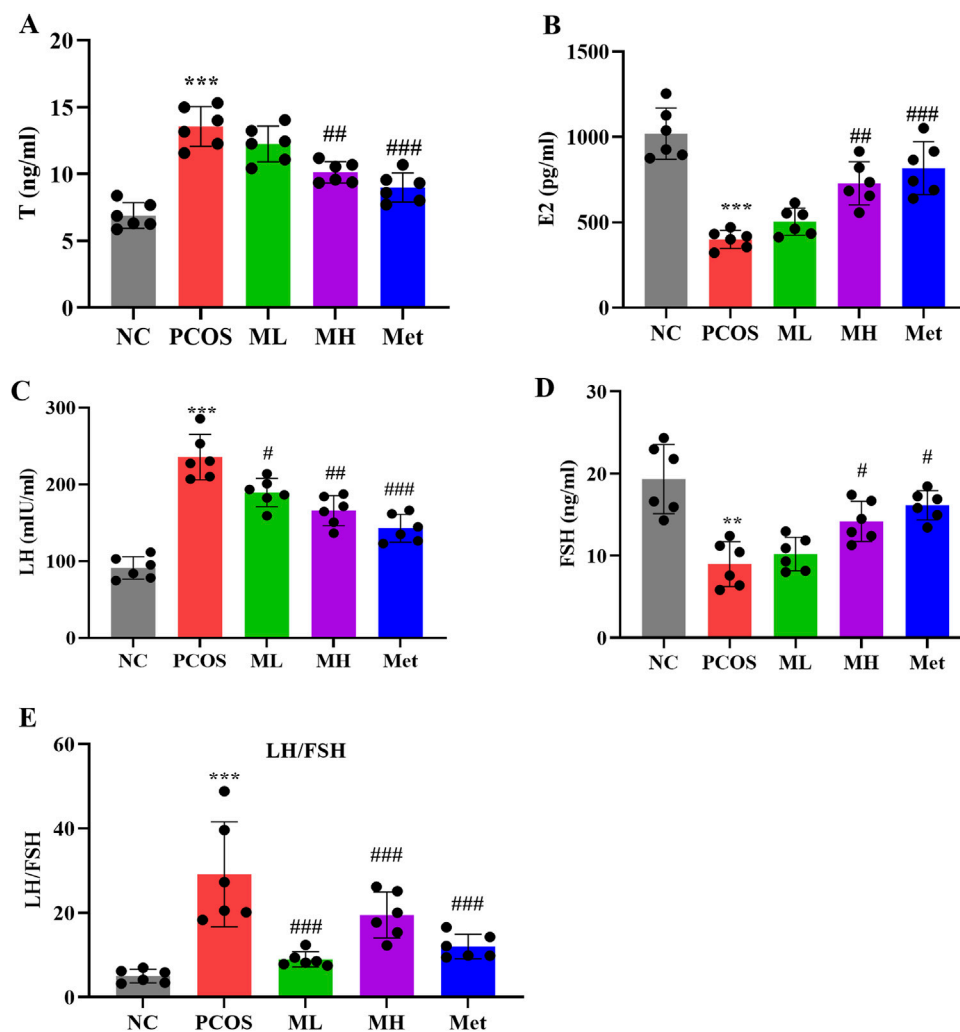 A
T (ng/ml)
20
15
10
5
0
***
##
###
NC PCOS ML MH Met
B
E2 (pg/ml)
1500
1000
500
0
***
##
###
NC PCOS ML MH Met
C
LH (mIU/ml)
300
200
100
0
***
#
##
###
NC PCOS ML MH Met
D
FSH (ng/ml)
30
20
10
0
**
#
#
NC PCOS ML MH Met
E
LH/FSH
LH/FSH
60
40
20
0
***
###
###
###
NC PCOS ML MH Met